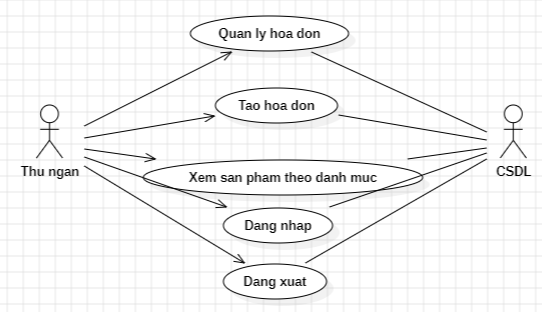 Quan ly hoa don
Tao hoa don
Thu ngan
CSDL
Xem san pham theo danh muc
Dang nhap
Dang xuat